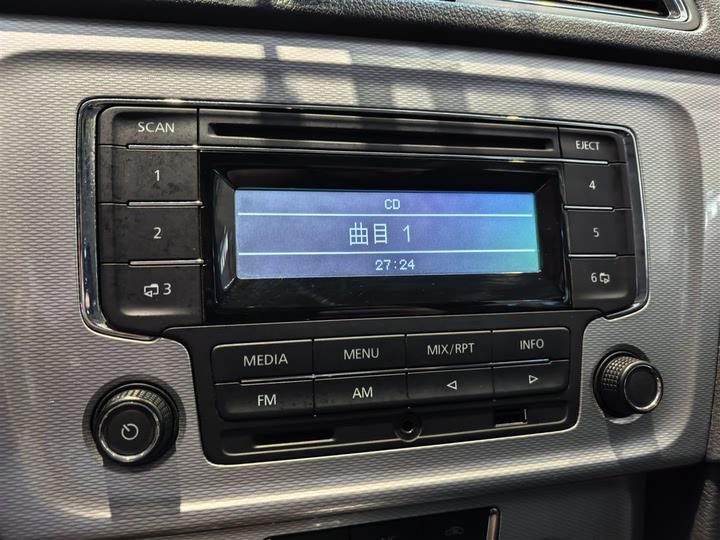 SCAN
EJECT
1
4
CD
曲目 1
27:24
2
5
3
6
MEDIA
MENU
MIX/RPT
INFO
FM
AM